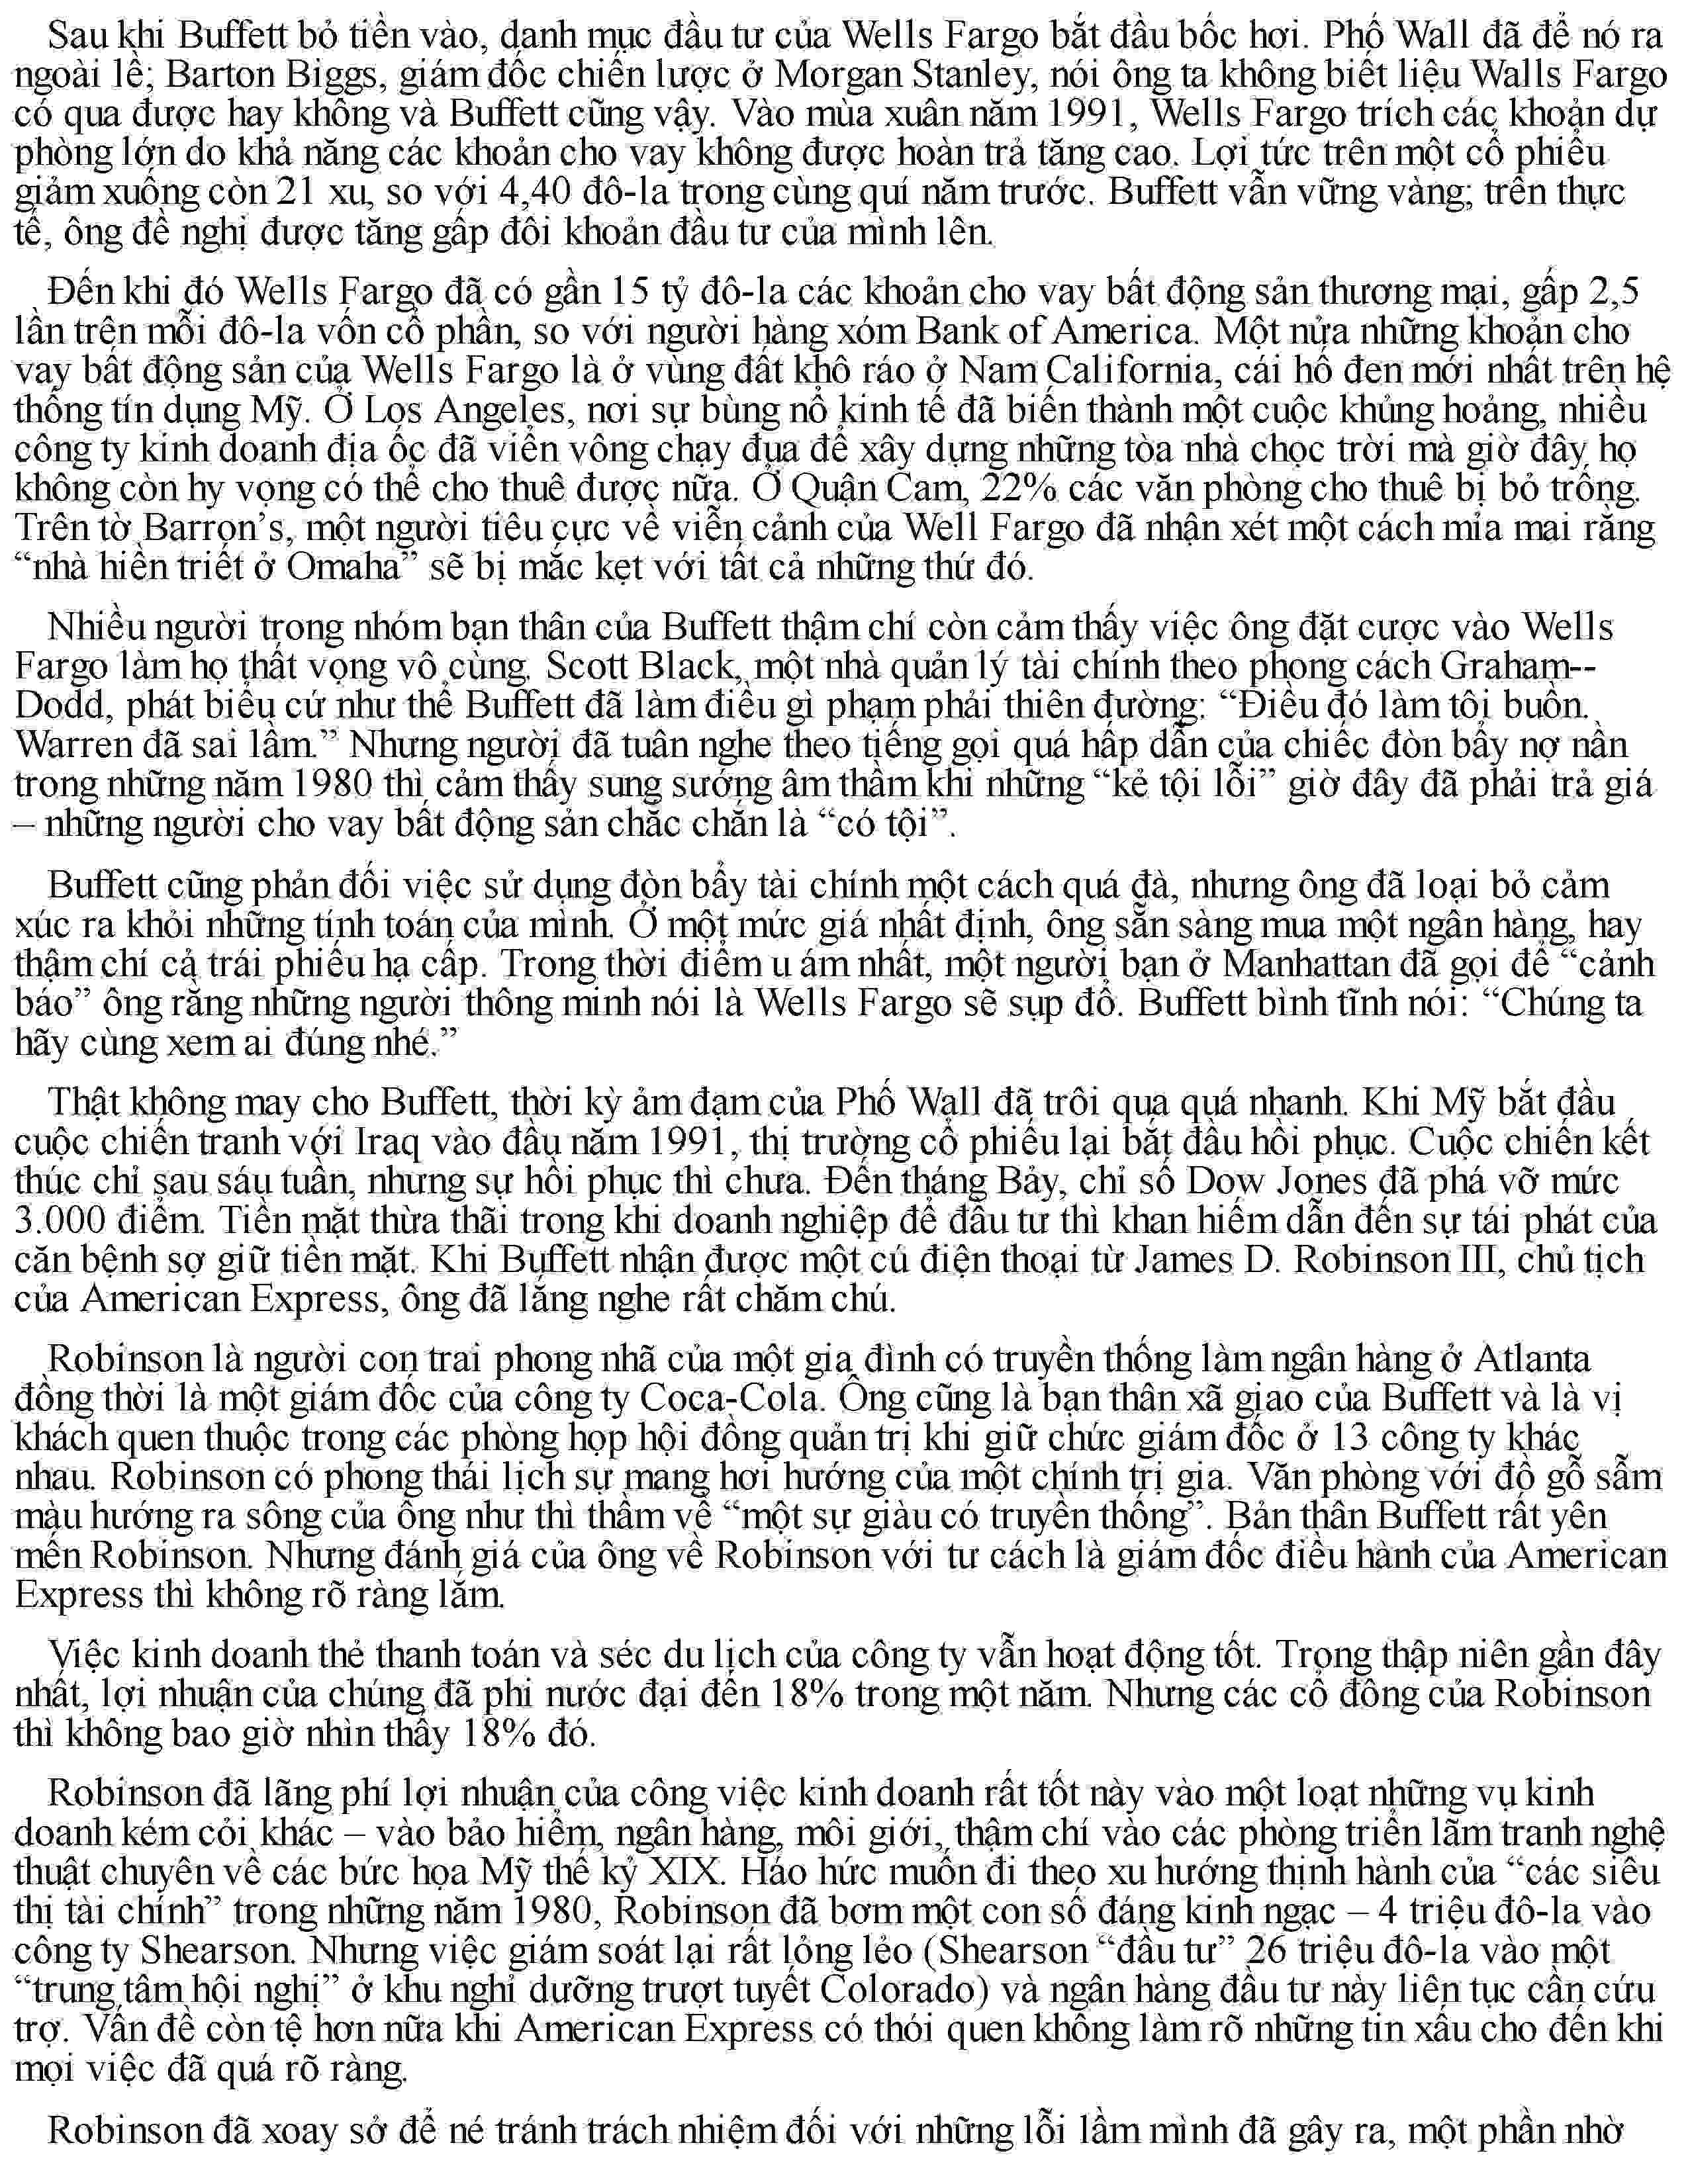 Sau khi Buffett bỏ tiền vào, danh mục đầu tư của Wells Fargo bắt đầu bốc hơi. Phố Wall đã để nó ra
ngoài lề; Barton Biggs, giám đốc chiến lược ở Morgan Stanley, nói ông ta không biết liệu Walls Fargo
có qua được hay không và Buffett cũng vậy. Vào mùa xuân năm 1991, Wells Fargo trích các khoản dự
phòng lớn do khả năng các khoản cho vay không được hoàn trả tăng cao. Lợi tức trên một cổ phiếu
giảm xuống còn 21 xu, so với 4,40 đô-la trong cùng quí năm trước. Buffett vẫn vững vàng; trên thực
tế, ông đề nghị được tăng gấp đôi khoản đầu tư của mình lên.
Đến khi đó Wells Fargo đã có gần 15 tỷ đô-la các khoản cho vay bất động sản thương mại, gấp 2,5
lần trên mỗi đô-la vốn cổ phần, so với người hàng xóm Bank of America. Một nửa những khoản cho
vay bất động sản của Wells Fargo là ở vùng đất khô ráo ở Nam California, cái hố đen mới nhất trên hệ
thống tín dụng Mỹ. Ở Los Angeles, nơi sự bùng nổ kinh tế đã biến thành một cuộc khủng hoảng, nhiều
công ty kinh doanh địa ốc đã viển vông chạy đua để xây dựng những tòa nhà chọc trời mà giờ đây họ
không còn hy vọng có thể cho thuê được nữa. Ở Quận Cam, 22% các văn phòng cho thuê bị bỏ trống.
Trên tờ Barron’s, một người tiêu cực về viễn cảnh của Well Fargo đã nhận xét một cách mỉa mai rằng
“nhà hiền triết ở Omaha” sẽ bị mắc kẹt với tất cả những thứ đó.
Nhiều người trong nhóm bạn thân của Buffett thậm chí còn cảm thấy việc ông đặt cược vào Wells
Fargo làm họ thất vọng vô cùng. Scott Black, một nhà quản lý tài chính theo phong cách Graham--
Dodd, phát biểu cứ như thể Buffett đã làm điều gì phạm phải thiên đường: “Điều đó làm tôi buồn.
Warren đã sai lầm.” Nhưng người đã tuân nghe theo tiếng gọi quá hấp dẫn của chiếc đòn bẩy nợ nần
trong những năm 1980 thì cảm thấy sung sướng âm thầm khi những “kẻ tội lỗi” giờ đây đã phải trả giá
– những người cho vay bất động sản chắc chắn là “có tội”.
Buffett cũng phản đối việc sử dụng đòn bẩy tài chính một cách quá đà, nhưng ông đã loại bỏ cảm
xúc ra khỏi những tính toán của mình. Ở một mức giá nhất định, ông sẵn sàng mua một ngân hàng, hay
thậm chí cả trái phiếu hạ cấp. Trong thời điểm u ám nhất, một người bạn ở Manhattan đã gọi để “cảnh
báo” ông rằng những người thông minh nói là Wells Fargo sẽ sụp đổ. Buffett bình tĩnh nói: “Chúng ta
hãy cùng xem ai đúng nhé.”
Thật không may cho Buffett, thời kỳ ảm đạm của Phố Wall đã trôi qua quá nhanh. Khi Mỹ bắt đầu
cuộc chiến tranh với Iraq vào đầu năm 1991, thị trường cổ phiếu lại bắt đầu hồi phục. Cuộc chiến kết
thúc chỉ sau sáu tuần, nhưng sự hồi phục thì chưa. Đến tháng Bảy, chỉ số Dow Jones đã phá vỡ mức
3.000 điểm. Tiền mặt thừa thãi trong khi doanh nghiệp để đầu tư thì khan hiếm dẫn đến sự tái phát của
căn bệnh sợ giữ tiền mặt. Khi Buffett nhận được một cú điện thoại từ James D. Robinson III, chủ tịch
của American Express, ông đã lắng nghe rất chăm chú.
Robinson là người con trai phong nhã của một gia đình có truyền thống làm ngân hàng ở Atlanta
đồng thời là một giám đốc của công ty Coca-Cola. Ông cũng là bạn thân xã giao của Buffett và là vị
khách quen thuộc trong các phòng họp hội đồng quản trị khi giữ chức giám đốc ở 13 công ty khác
nhau. Robinson có phong thái lịch sự mang hơi hướng của một chính trị gia. Văn phòng với đồ gỗ sẫm
màu hướng ra sông của ông như thì thầm về “một sự giàu có truyền thống”. Bản thân Buffett rất yên
mến Robinson. Nhưng đánh giá của ông về Robinson với tư cách là giám đốc điều hành của American
Express thì không rõ ràng lắm.
Việc kinh doanh thẻ thanh toán và séc du lịch của công ty vẫn hoạt động tốt. Trong thập niên gần đây
nhất, lợi nhuận của chúng đã phi nước đại đến 18% trong một năm. Nhưng các cổ đông của Robinson
thì không bao giờ nhìn thấy 18% đó.
Robinson đã lãng phí lợi nhuận của công việc kinh doanh rất tốt này vào một loạt những vụ kinh
doanh kém cỏi khác – vào bảo hiểm, ngân hàng, môi giới, thậm chí vào các phòng triển lãm tranh nghệ
thuật chuyên về các bức họa Mỹ thế kỷ XIX. Háo hức muốn đi theo xu hướng thịnh hành của “các siêu
thị tài chính” trong những năm 1980, Robinson đã bơm một con số đáng kinh ngạc – 4 triệu đô-la vào
công ty Shearson. Nhưng việc giám soát lại rất lỏng lẻo (Shearson “đầu tư” 26 triệu đô-la vào một
“trung tâm hội nghị” ở khu nghỉ dưỡng trượt tuyết Colorado) và ngân hàng đầu tư này liên tục cần cứu
trợ. Vấn đề còn tệ hơn nữa khi American Express có thói quen không làm rõ những tin xấu cho đến khi
mọi việc đã quá rõ ràng.
Robinson đã xoay sở để né tránh trách nhiệm đối với những lỗi lầm mình đã gây ra, một phần nhờ